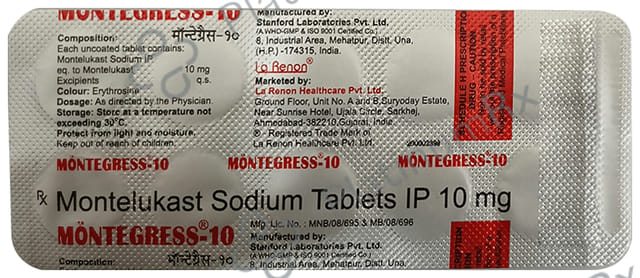 MONTEGRESS-10
मॉन्टेग्रेस-१०
Composition:
Each uncoated tablet contains:
Montelukast Sodium IP
eq. to Montelukast 10 mg
Excipients q.s.
Colour: Erythrosine
Dosage: As directed by the Physician.
Storage: Store at a temperature not
exceeding 30°C.
Protect from light and moisture.
Keep out of reach of children.
Manufactured by:
Stanford Laboratories Pvt. Ltd.
(A WHO-GMP & ISO 9001 Certified Co.)
8, Industrial Area, Mehatpur, Distt. Una,
(H.P.) -174315, India.
La Renon®
Marketed by:
La Renon Healthcare Pvt. Ltd.
Ground Floor, Unit No. A and B,Suryoday Estate,
Near Sunrise Hotel, Ujala Circle, Sarkhej,
Ahmedabad-382210,Gujarat, India.
® - Registered Trade Mark of
La Renon Healthcare Pvt. Ltd.
SCHEDULE H PRESCRIPTION
DRUG - CAUTION
MONTEGRESS®-10 MONTEGRESS®-10 MONTEGRESS®-10
Rx Montelukast Sodium Tablets IP 10 mg
MONTEGRESS®-10
मॉन्टेग्रेस-१०
Composition:
Mfg. Lic. No. : MNB/08/695 & MB/08/696
Manufactured by:
Stanford Laboratories Pvt. Ltd.
(A WHO-GMP & ISO 9001 Certified Co.)
8, Industrial Area, Mehatpur, Distt. Una,